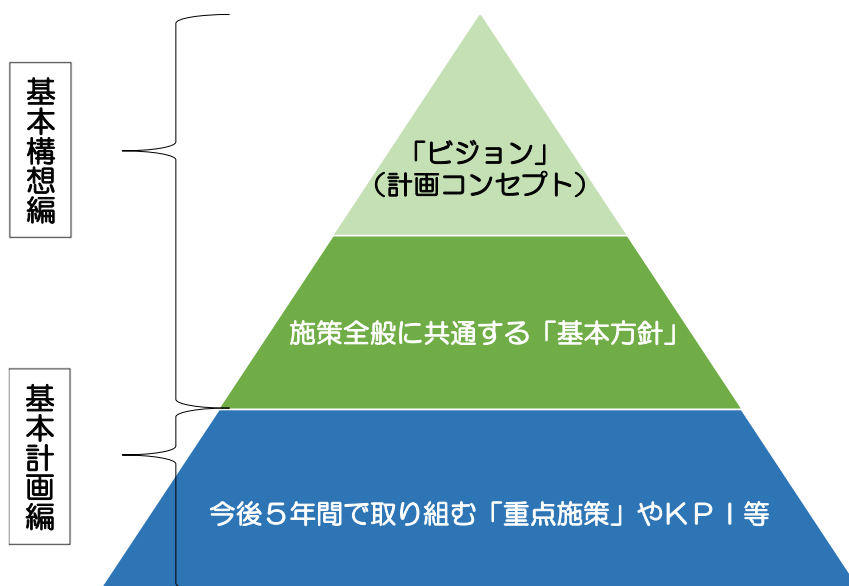 基本構想編
「ビジョン」
（計画コンセプト）
施策全般に共通する「基本方針」
基本計画編
今後５年間で取り組む「重点施策」やＫＰＩ等